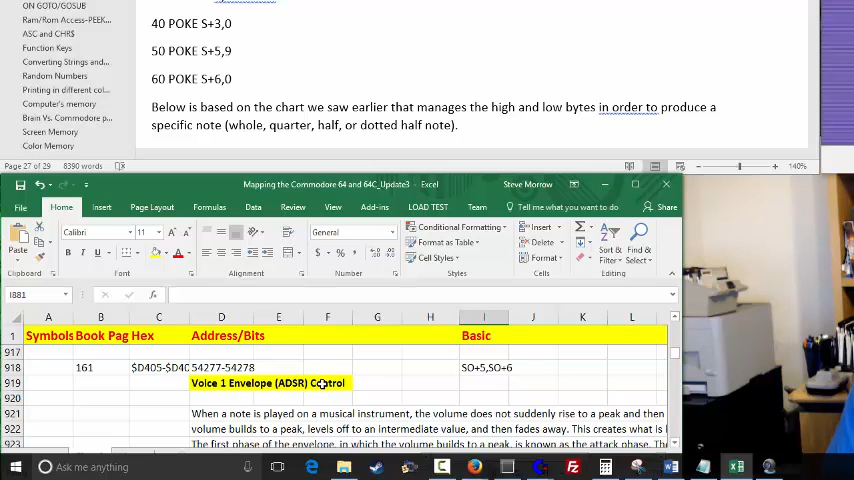 ON GOTO/GOSUB
Ram/Rom Access-PEEK...
ASC and CHR$
Function Keys
Converting Strings and...
Random Numbers
Printing in different col...
Computer's memory
Brain Vs. Commodore p...
Screen Memory
Color Memory
40 POKE S+3,0
50 POKE S+5,9
60 POKE S+6,0
Below is based on the chart we saw earlier that manages the high and low bytes in order to produce a
specific note (whole, quarter, half, or dotted half note).
Page 27 of 29 8390 words 140%
Mapping the Commodore 64 and 64C_Update3 - Excel Steve Morrow
File Home Insert Page Layout Formulas Data Review View Add-ins LOAD TEST Team Tell me what you want to do Share
Paste Calibri 11 General Conditional Formatting Insert
Format as Table Delete Sort & Find &
Cell Styles Format Filter Select
Clipboard Font Alignment Number Styles Cells Editing
I881
A B C D E F G H I J K L
1 Symbols Book Pag Hex Address/Bits Basic
917
918 161 $D405-$D40 54277-54278 SO+5,SO+6
919 Voice 1 Envelope (ADSR) Control
920
921 When a note is played on a musical instrument, the volume does not suddenly rise to a peak and then
922 volume builds to a peak, levels off to an intermediate value, and then fades away. This creates what is
923 The first phase of the envelope, in which the volume builds to a peak, is known as the attack phase. The
Ask me anything